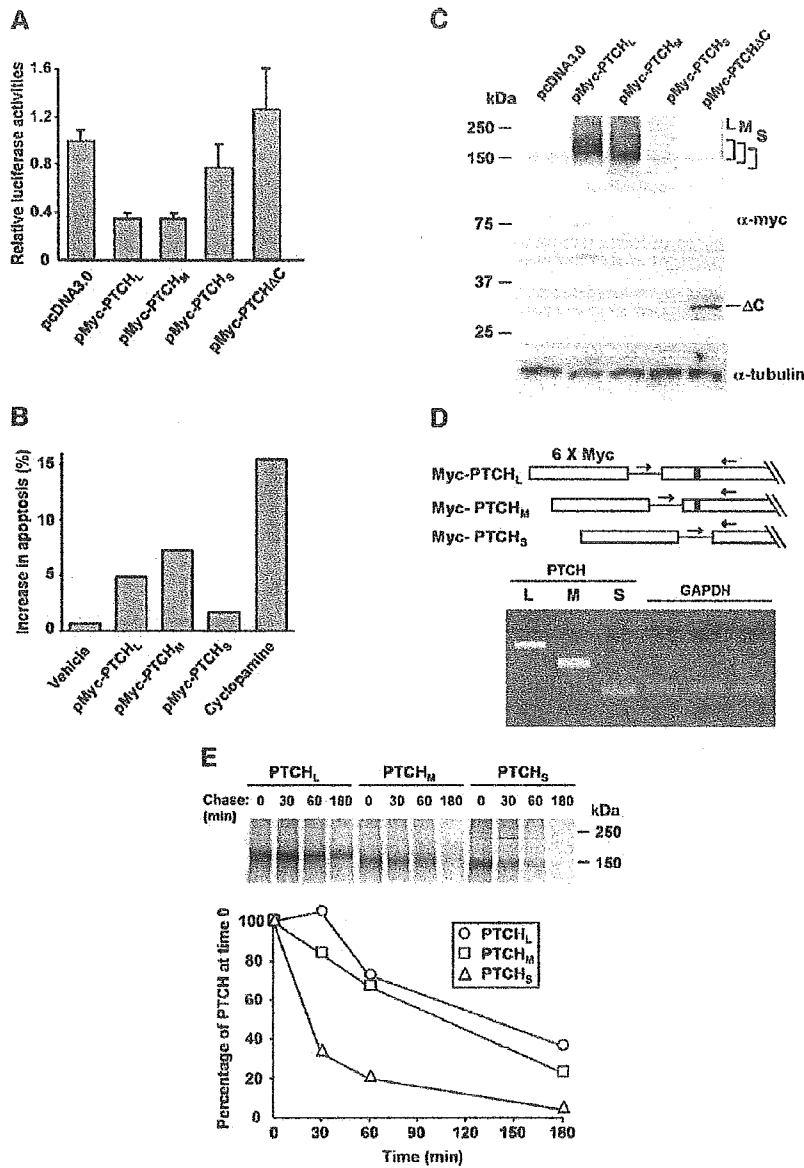 A
Relative luciferase activities
1.6
1.2
0.8
0.4
0
pcDNA3.0
pMyc-PTCHL
pMyc-PTCHM
pMyc-PTCHS
pMyc-PTCHΔC
B
Increase in apoptosis (%)
15
10
5
0
Vehicle
pMyc-PTCHL
pMyc-PTCHM
pMyc-PTCHS
Cyclopamine
C
pcDNA3.0
pMyc-PTCHL
pMyc-PTCHM
pMyc-PTCHS
pMyc-PTCHΔC
kDa
250
150
75
37
25
L M S
α-myc
ΔC
α-tubulin
D
6 X Myc
Myc-PTCHL
Myc- PTCHM
Myc- PTCHS
PTCH
L M S
GAPDH
E
PTCHL PTCHM PTCHS
Chase: 0 30 60 180 0 30 60 180 0 30 60 180 kDa
(min)
250
150
Percentage of PTCH at time 0
100
80
60
40
20
0
PTCHL
PTCHM
PTCHS
0 30 60 90 120 150 180
Time (min)